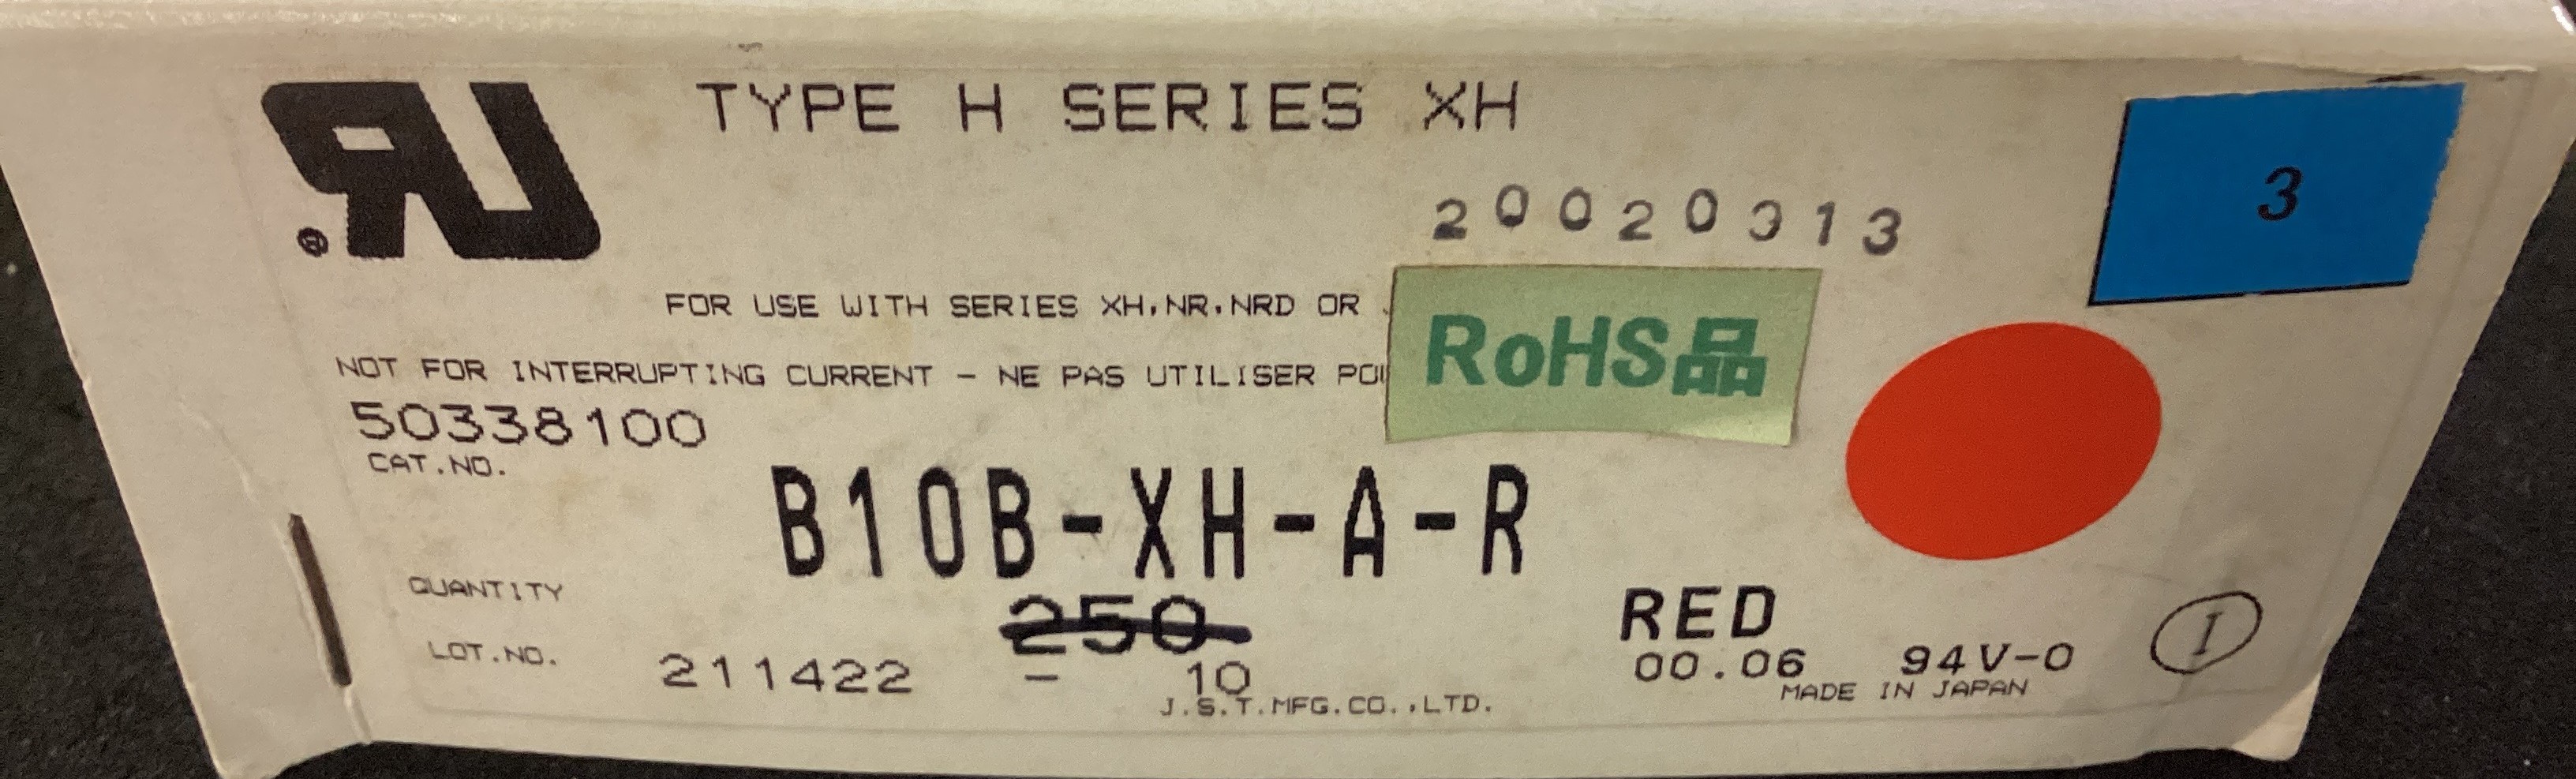 TYPE H SERIES XH
3
20020313
FOR USE WITH SERIES XH,NR,NRD OR
RoHS品
NOT FOR INTERRUPTING CURRENT - NE PAS UTILISER
50338100
CAT.NO.
B10B-XH-A-R
QUANTITY
250
RED
LOT.NO.
211422 - 10
00.06 94V-0
J.S.T.MFG.CO.,LTD.
MADE IN JAPAN